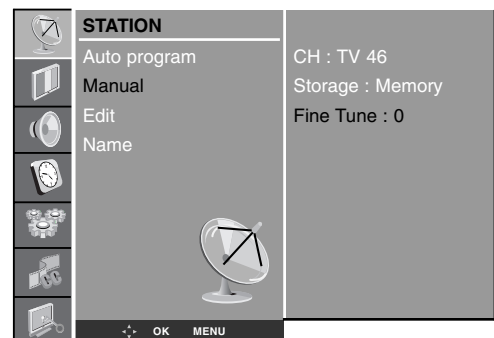 STATION
Auto program
Manual
Edit
Name
CH : TV 46
Storage : Memory
Fine Tune : 0
OK MENU